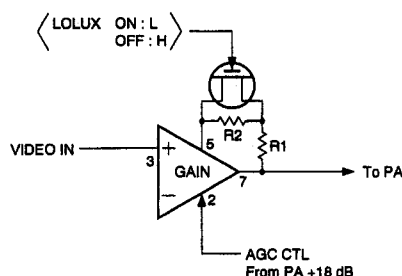 LOLUX ON : L
OFF : H
R2
R1
5
VIDEO IN
3
+
GAIN
−
7
To PA
2
AGC CTL
From PA +18 dB